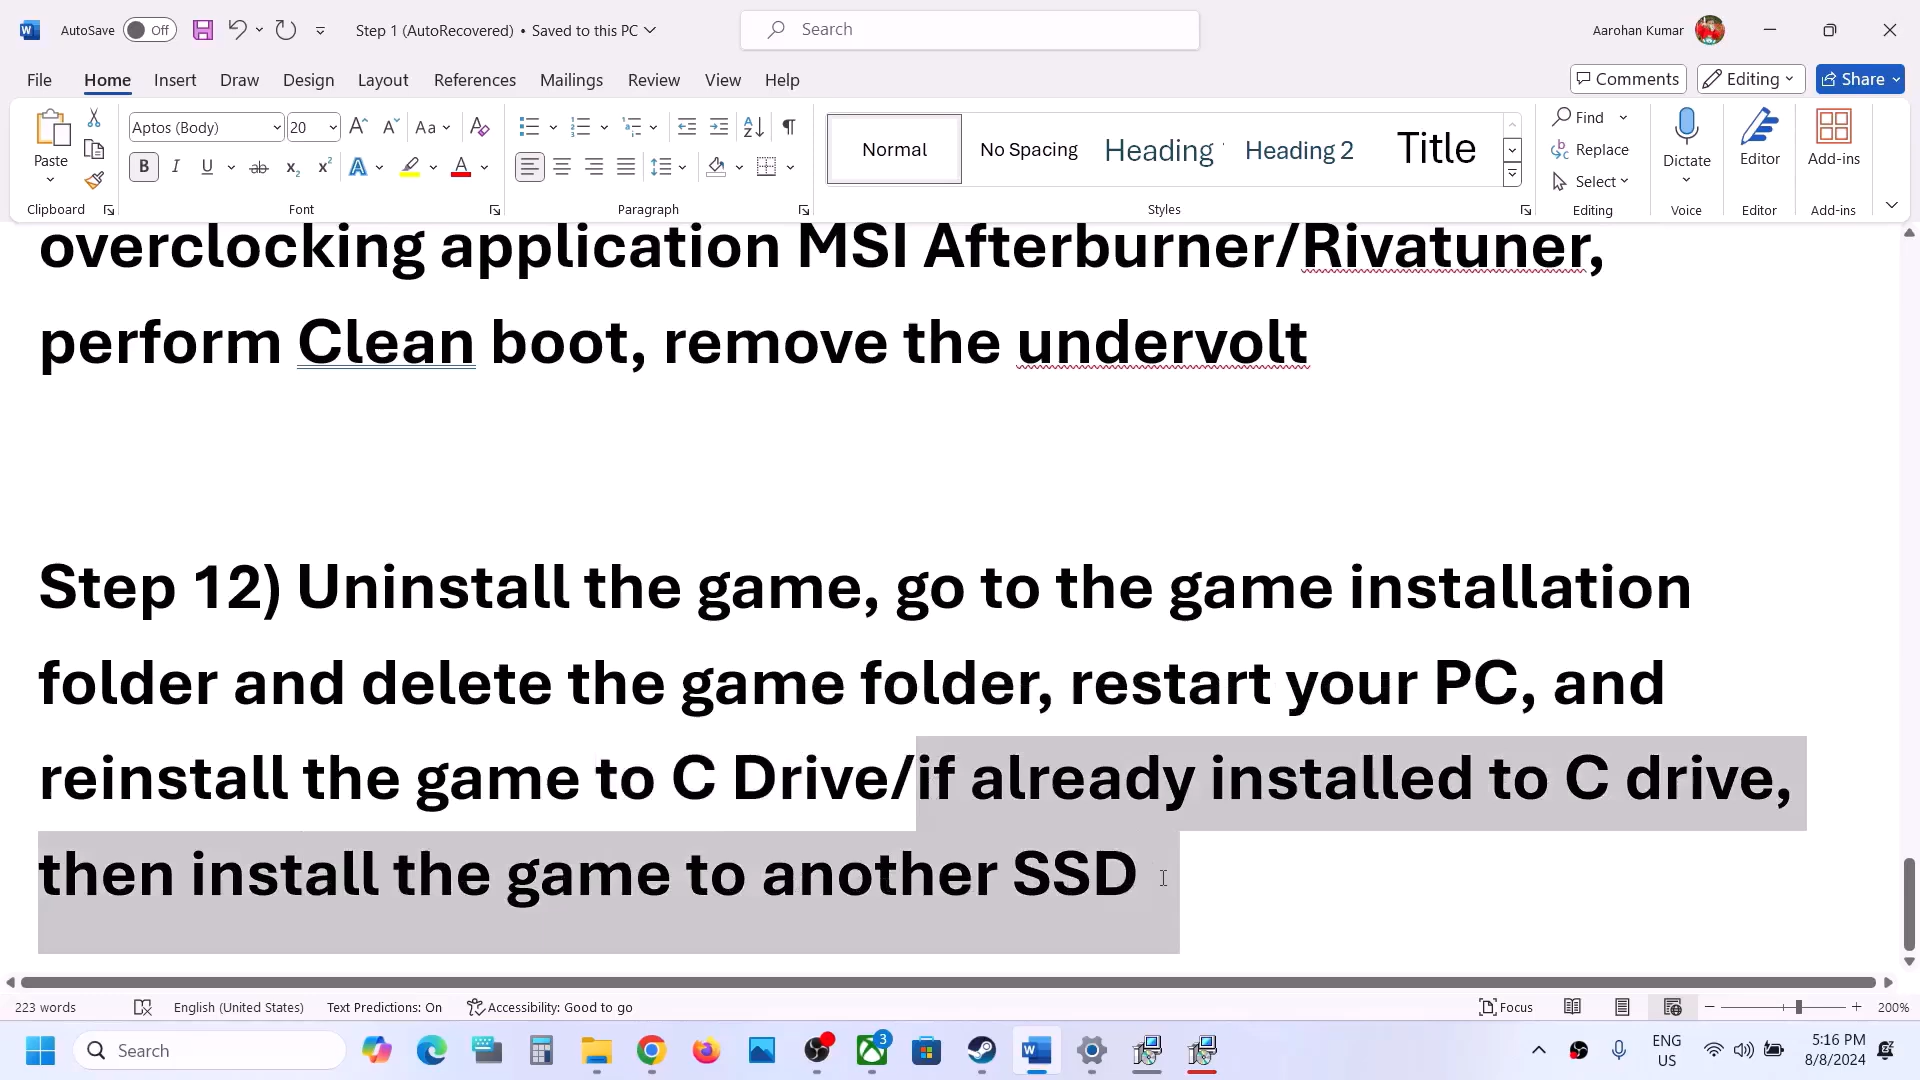 AutoSave Off Step 1 (AutoRecovered) • Saved to this PC Search Aarohan Kumar
File Home Insert Draw Design Layout References Mailings Review View Help Comments Editing Share
Paste Aptos (Body) 20 Aa Normal No Spacing Heading Heading 2 Title Find Replace Select Dictate Editor Add-ins
Clipboard Font Paragraph Styles Editing Voice Editor Add-ins
overclocking application MSI Afterburner/Rivatuner,
perform Clean boot, remove the undervolt
Step 12) Uninstall the game, go to the game installation
folder and delete the game folder, restart your PC, and
reinstall the game to C Drive/if already installed to C drive,
then install the game to another SSD
223 words English (United States) Text Predictions: On Accessibility: Good to go Focus 200%
Search 3 ENG 5:16 PM
US 8/8/2024